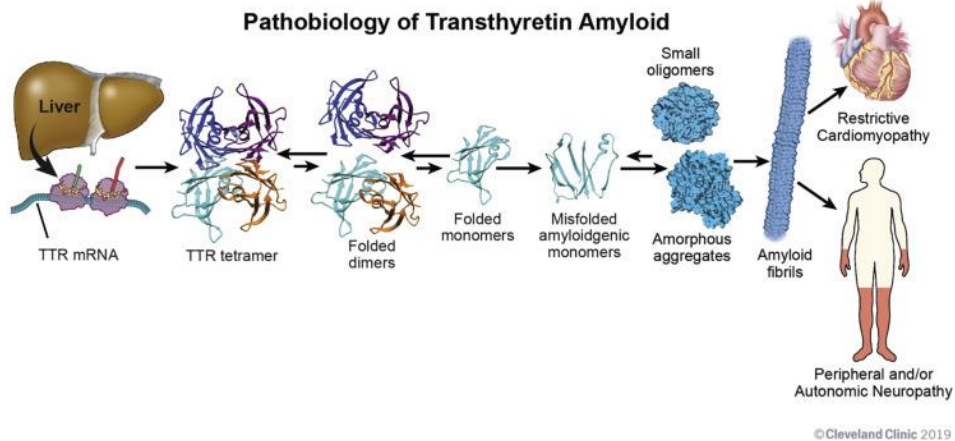 Pathobiology of Transthyretin Amyloid
Liver
TTR mRNA
TTR tetramer
Folded
dimers
Folded
monomers
Misfolded
amyloidgenic
monomers
Small
oligomers
Amorphous
aggregates
Amyloid
fibrils
Restrictive
Cardiomyopathy
Peripheral and/or
Autonomic Neuropathy
©Cleveland Clinic 2019